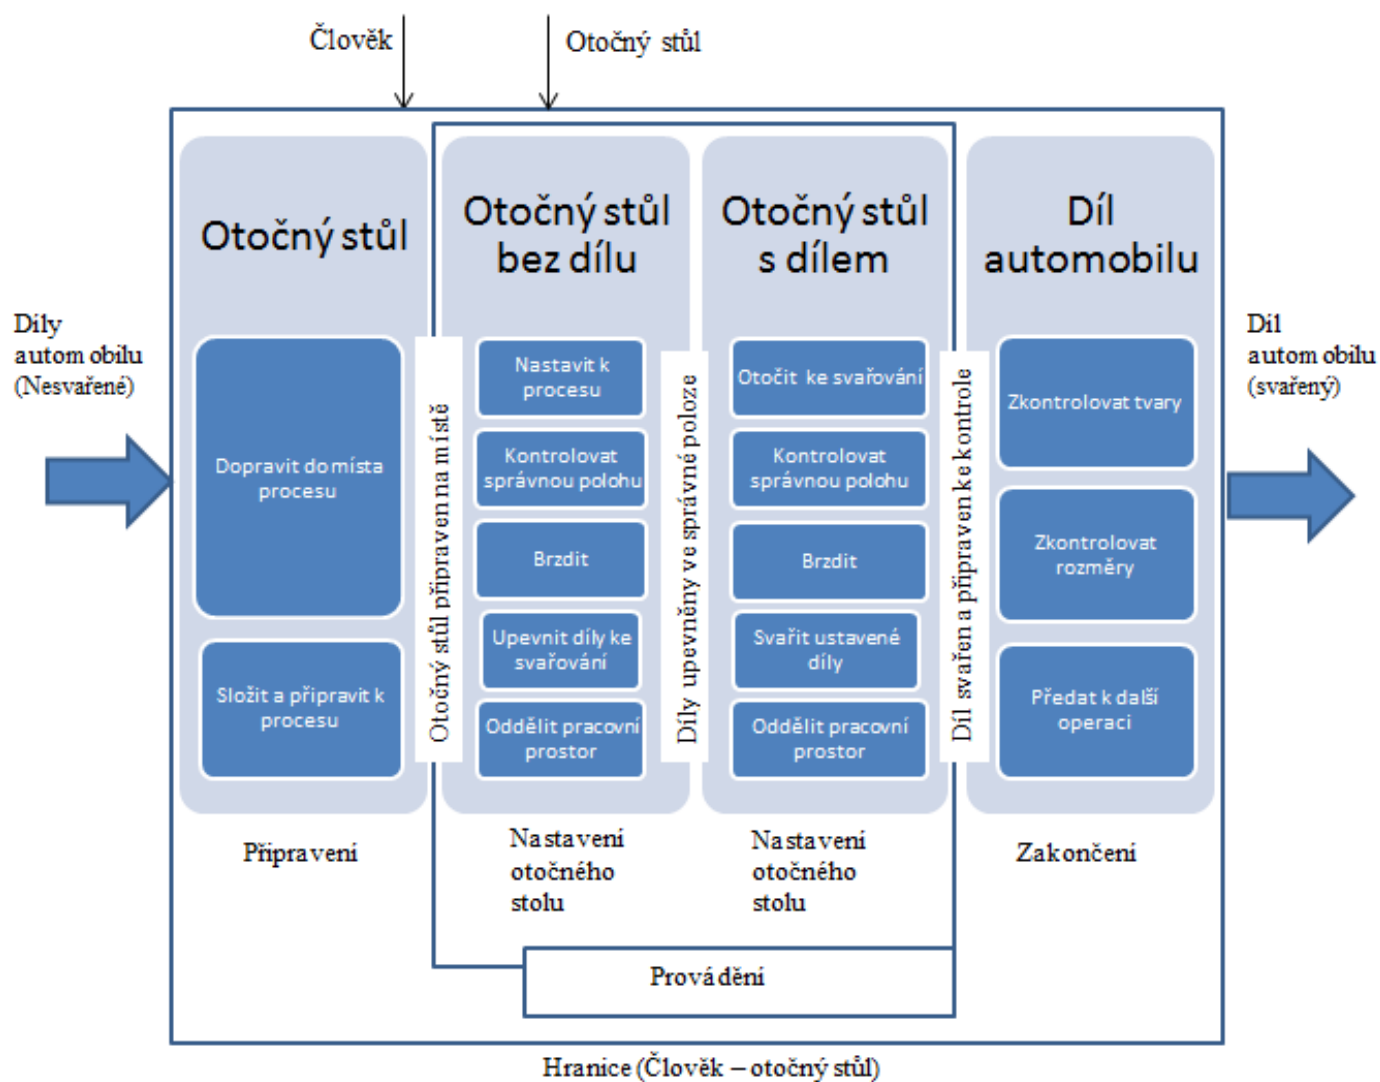 Člověk
Otočný stůl
Díly
automobilu
(Nesvařené)
Otočný stůl
Dopravit do místa
procesu
Složit a připravit k
procesu
Připravení
Otočný stůl připraven na místě
Otočný stůl
bez dílu
Nastavit k
procesu
Kontrolovat
správnou polohu
Brzdit
Upevnit díly ke
svařování
Oddělit pracovní
prostor
Nastavení
otočného
stolu
Díly upevněny ve správné poloze
Otočný stůl
s dílem
Otočit ke svařování
Kontrolovat
správnou polohu
Brzdit
Svařit ustavené
díly
Oddělit pracovní
prostor
Nastavení
otočného
stolu
Díl svařen a připraven ke kontrole
Díl
automobilu
Zkontrolovat tvary
Zkontrolovat
rozměry
Předat k další
operaci
Zakončení
Díl
automobilu
(svařený)
Provádění
Hranice (Člověk – otočný stůl)